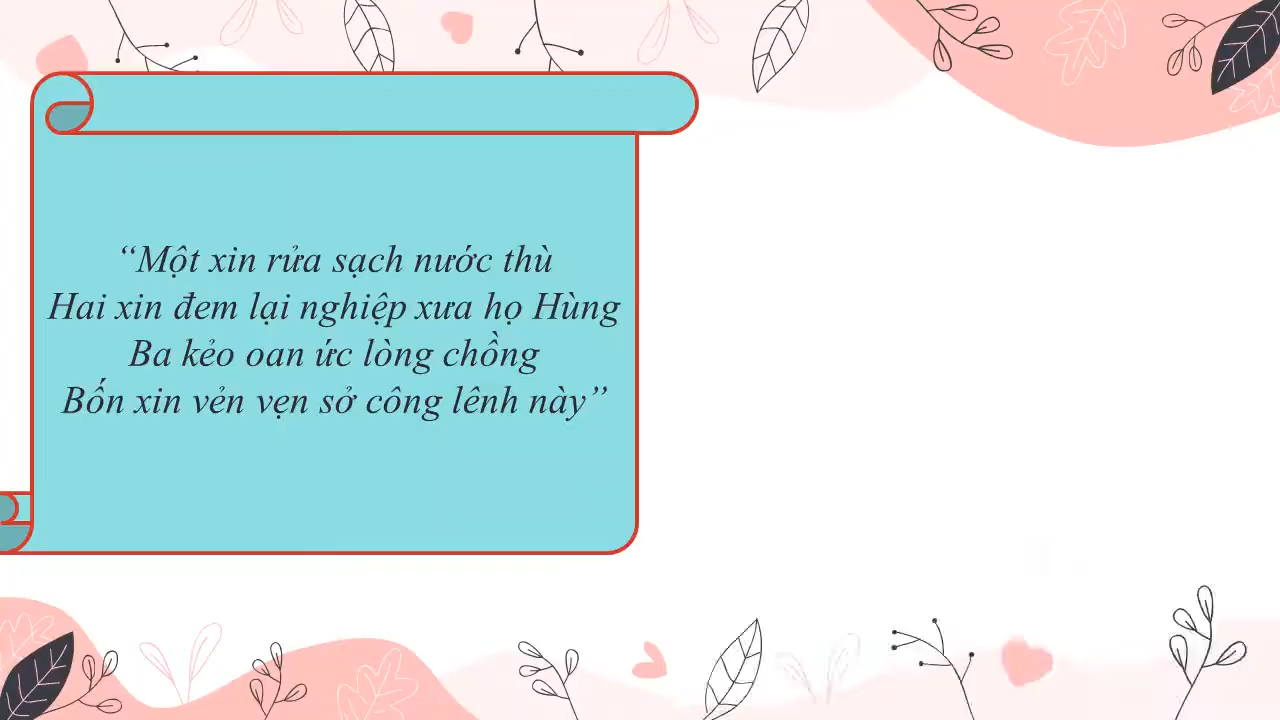 “Một xin rửa sạch nước thù
Hai xin đem lại nghiệp xưa họ Hùng
Ba kẻo oan ức lòng chồng
Bốn xin vẻn vẹn sở công lênh này”